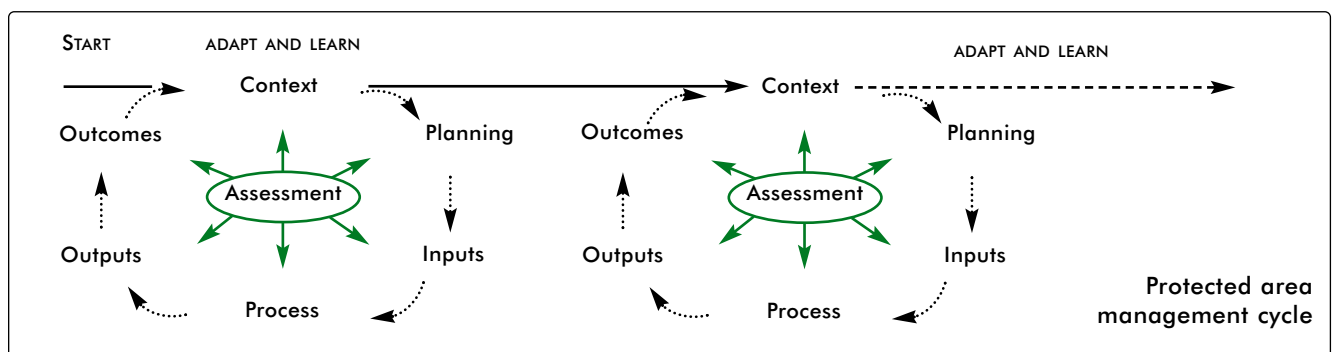 START ADAPT AND LEARN
ADAPT AND LEARN
Context Context
Outcomes Planning Outcomes Planning
Assessment Assessment
Outputs Inputs Outputs Inputs
Process Process
Protected area
management cycle